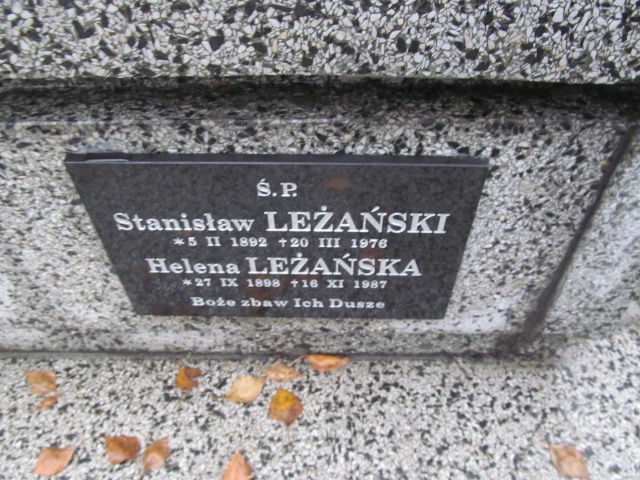 Ś.P.
Stanisław LEŻAŃSKI
*5 II 1892 +20 III 1976
Helena LEŻAŃSKA
*27 IX 1898 +16 XI 1987
Boże zbaw Ich Dusze